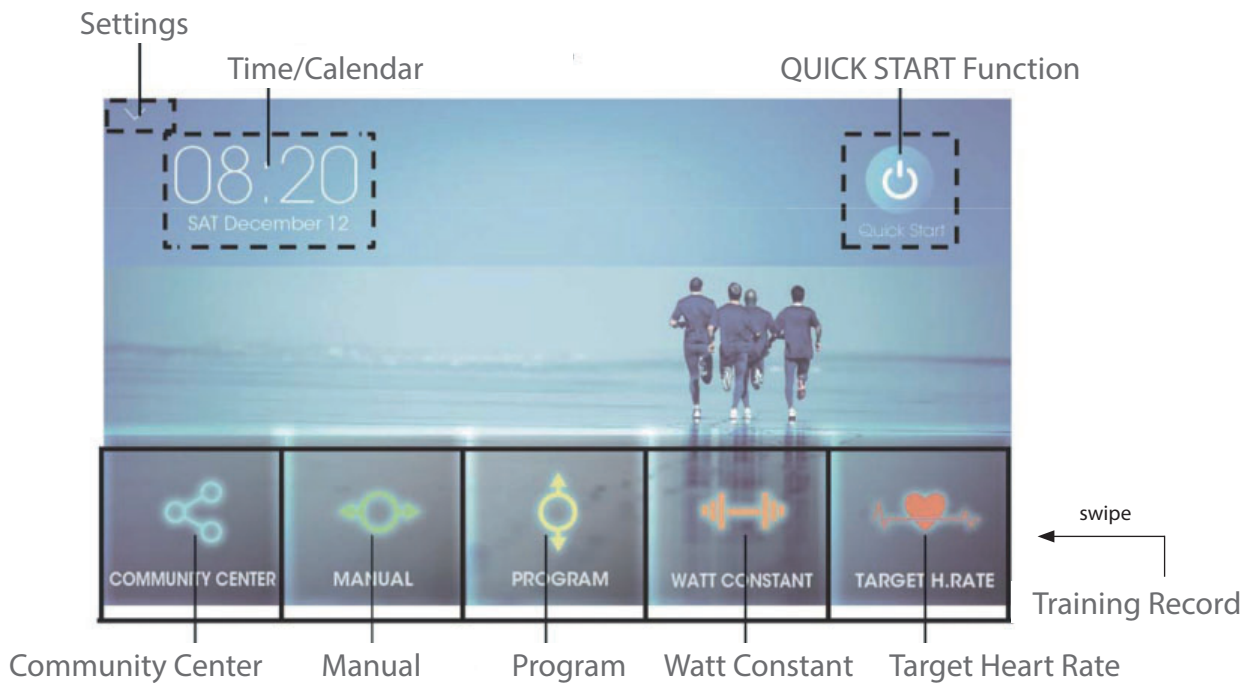 Settings
Time/Calendar
QUICK START Function
08:20
SAT December 12
Quick Start
COMMUNITY CENTER
MANUAL
PROGRAM
WATT CONSTANT
TARGET H.RATE
swipe
Training Record
Community Center
Manual
Program
Watt Constant
Target Heart Rate